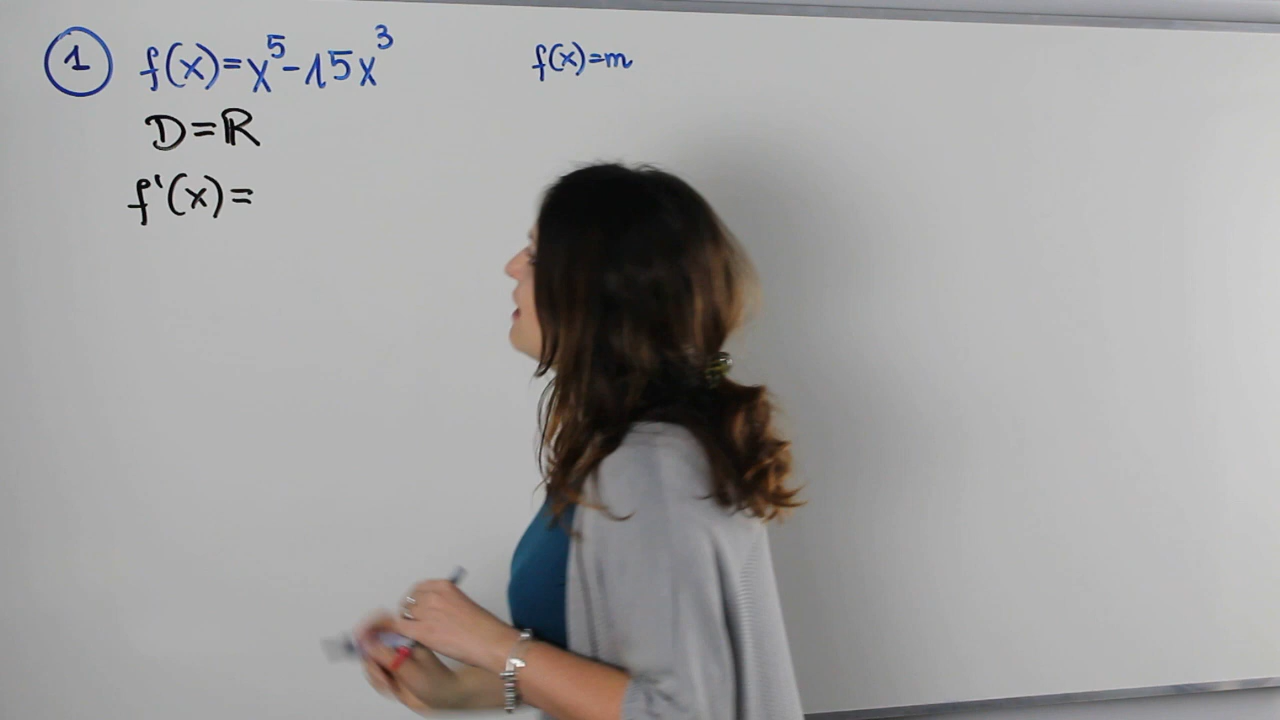 1 f(x)=x⁵-15x³
f(x)=m
D=ℝ
f'(x)=